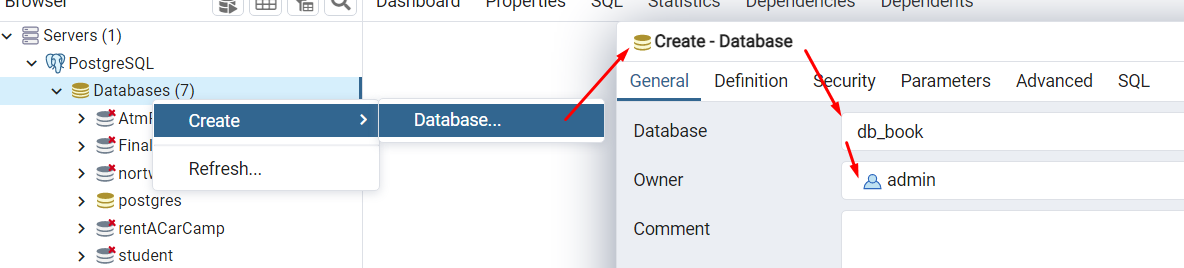 Browser
Dashboard Properties SQL Statistics Dependencies Dependents
Servers (1)
PostgreSQL
Databases (7)
Create
Database...
Refresh...
Final
postgres
rentACarCamp
student
Create - Database
General Definition Security Parameters Advanced SQL
Database
db_book
Owner
admin
Comment